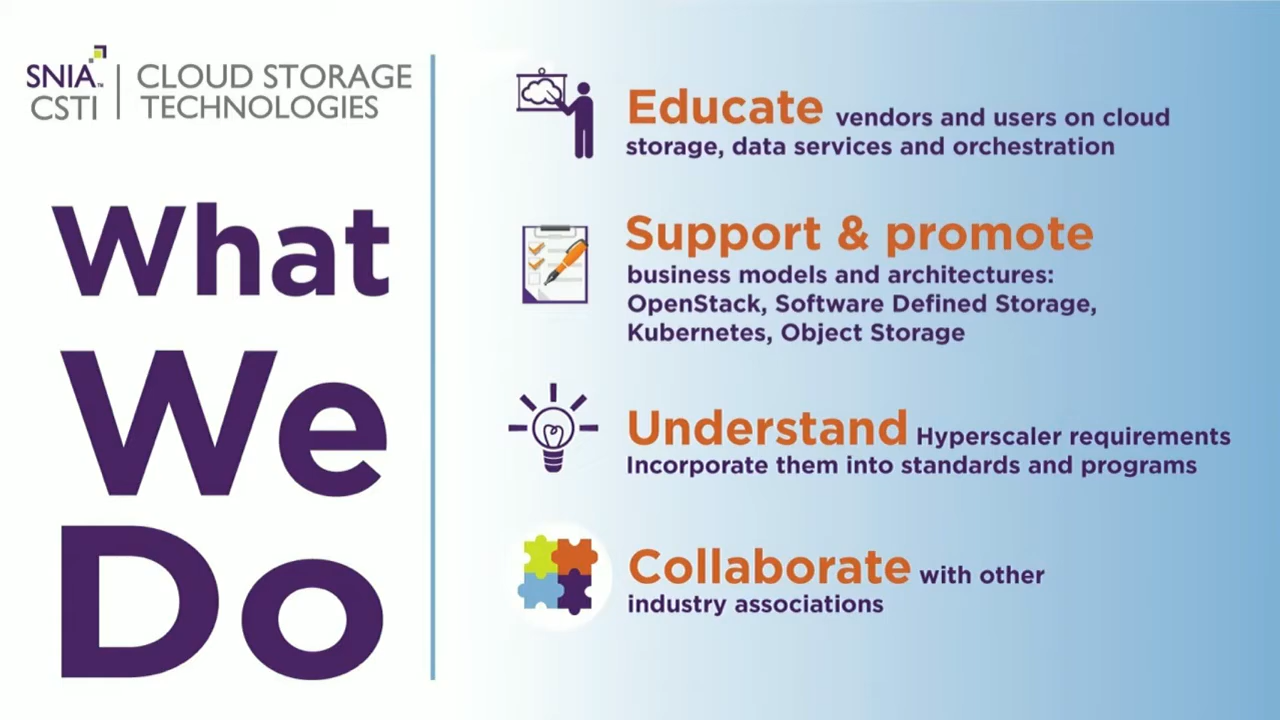 SNIA™ CSTI | CLOUD STORAGE TECHNOLOGIES
What
We
Do
Educate vendors and users on cloud
storage, data services and orchestration
Support & promote
business models and architectures:
OpenStack, Software Defined Storage,
Kubernetes, Object Storage
Understand Hyperscaler requirements
Incorporate them into standards and programs
Collaborate with other
industry associations